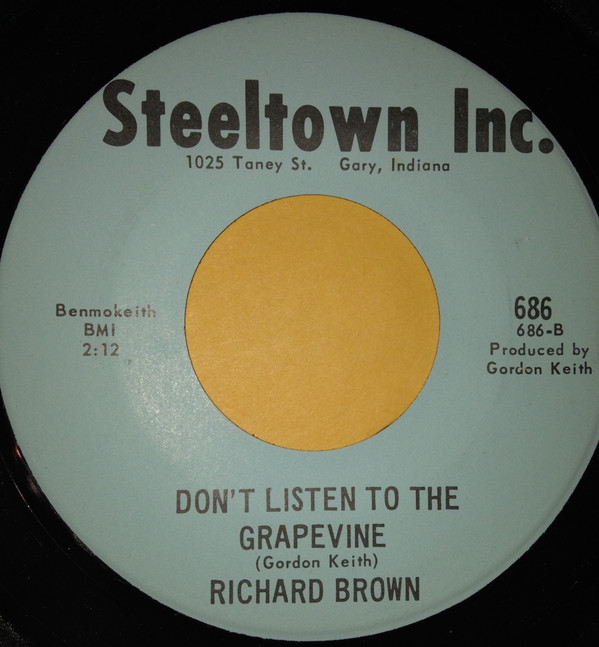 Steeltown Inc.
1025 Taney St. Gary, Indiana
Benmokeith
BMI
2:12
686
686-B
Produced by
Gordon Keith
DON'T LISTEN TO THE
GRAPEVINE
(Gordon Keith)
RICHARD BROWN